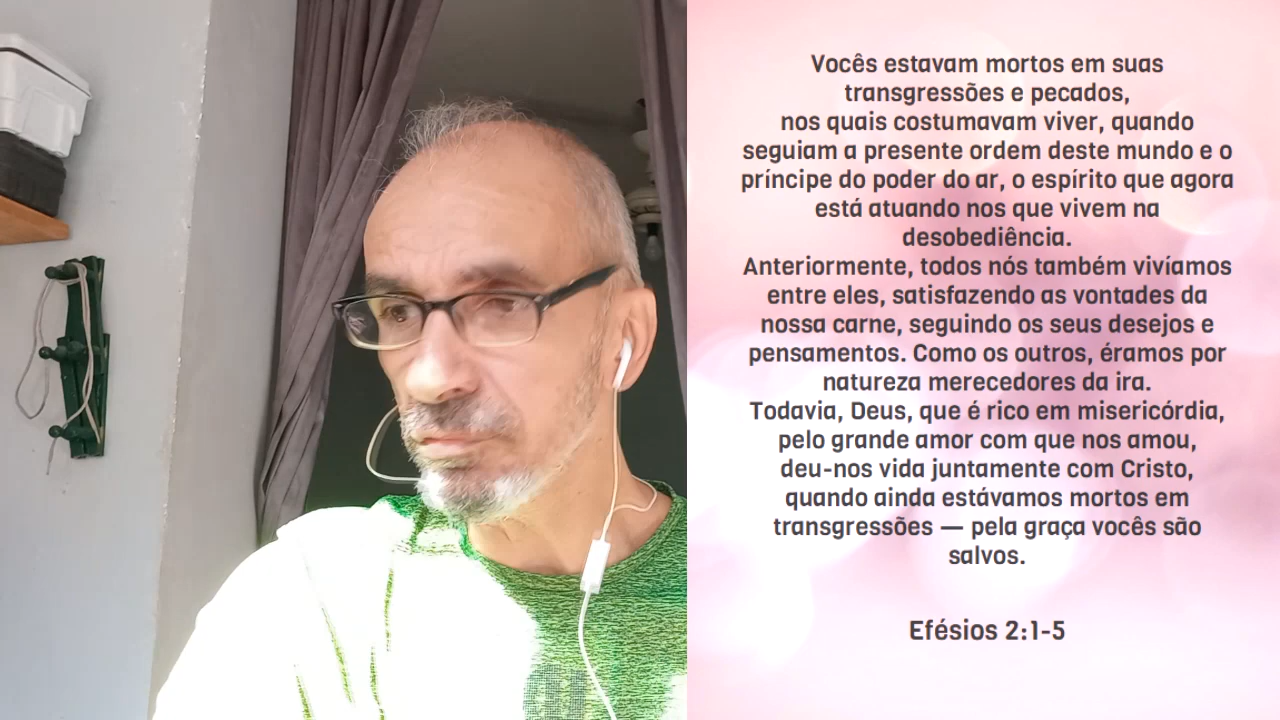 Vocês estavam mortos em suas
transgressões e pecados,
nos quais costumavam viver, quando
seguiam a presente ordem deste mundo e o
príncipe do poder do ar, o espírito que agora
está atuando nos que vivem na
desobediência.
Anteriormente, todos nós também vivíamos
entre eles, satisfazendo as vontades da
nossa carne, seguindo os seus desejos e
pensamentos. Como os outros, éramos por
natureza merecedores da ira.
Todavia, Deus, que é rico em misericórdia,
pelo grande amor com que nos amou,
deu-nos vida juntamente com Cristo,
quando ainda estávamos mortos em
transgressões — pela graça vocês são
salvos.
Efésios 2:1-5